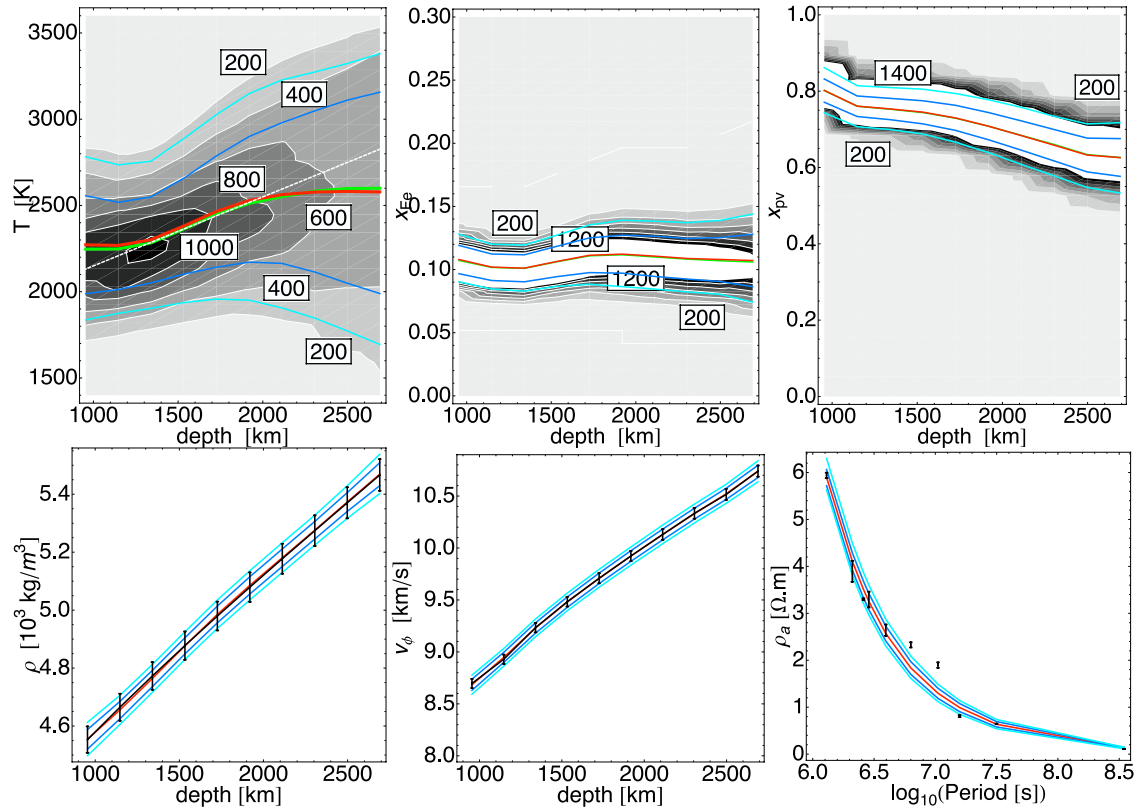 3500
3000
2500
2000
1500
T [K]
200
400
800
600
1000
400
200
1000 1500 2000 2500
depth [km]
0.30
0.25
0.20
0.15
0.10
0.05
0.00
x_Fe
200
1200
1200
200
1000 1500 2000 2500
depth [km]
1.0
0.8
0.6
0.4
0.2
0.0
x_pv
1400
200
200
1000 1500 2000 2500
depth [km]
5.4
5.2
5.0
4.8
4.6
ρ [10³ kg/m³]
1000 1500 2000 2500
depth [km]
10.5
10.0
9.5
9.0
8.5
8.0
v_ϕ [km/s]
1000 1500 2000 2500
depth [km]
6
5
4
3
2
1
0
ρ_a [Ω.m]
6.0 6.5 7.0 7.5 8.0 8.5
log₁₀(Period [s])